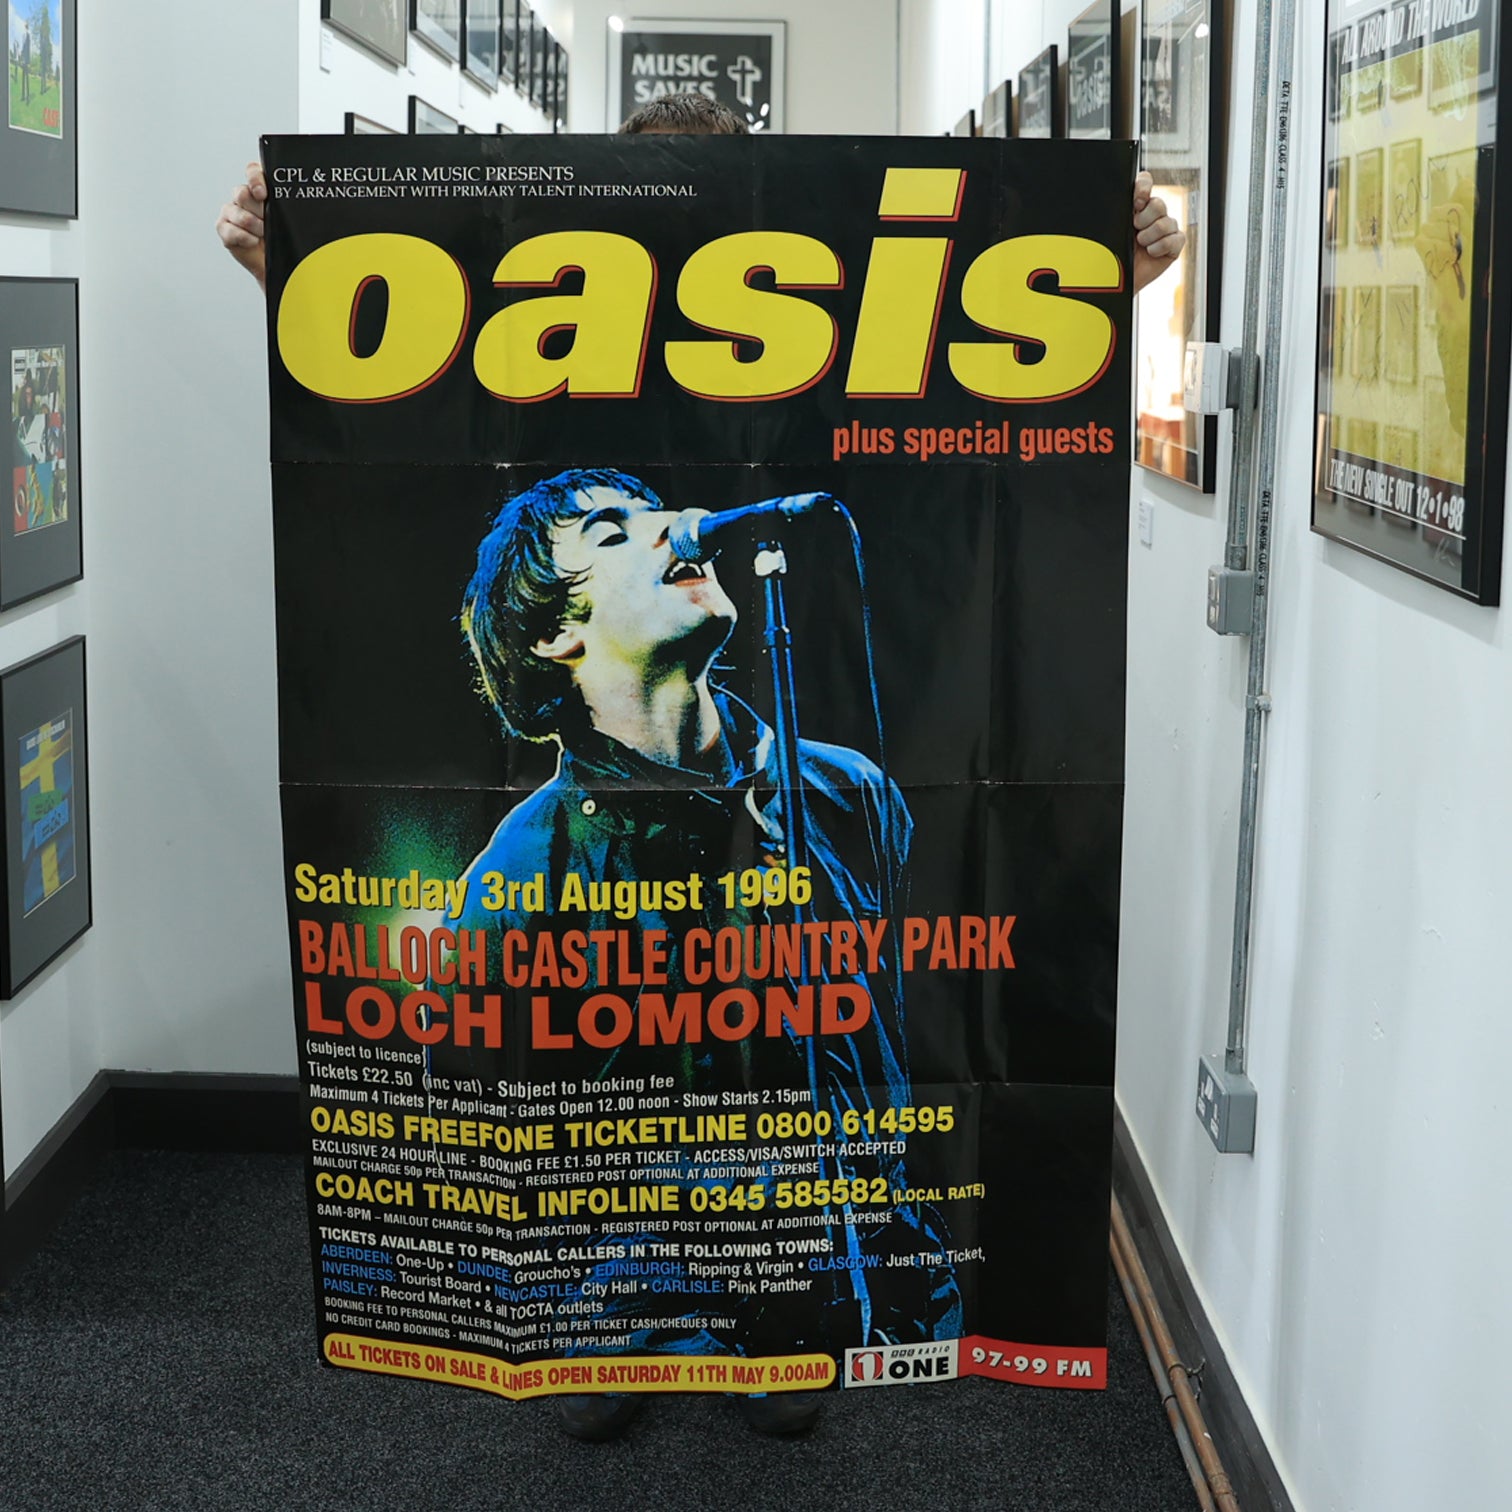 MUSIC
SAVES
CPL & REGULAR MUSIC PRESENTS
BY ARRANGEMENT WITH PRIMARY TALENT INTERNATIONAL
oasis
plus special guests
Saturday 3rd August 1996
BALLOCH CASTLE COUNTRY PARK
LOCH LOMOND
(subject to licence)
Tickets £22.50 (inc vat) - Subject to booking fee
Maximum 4 Tickets Per Applicant - Gates Open 12.00 noon - Show Starts 2.15pm
OASIS FREEFONE TICKETLINE 0800 614595
EXCLUSIVE 24 HOUR LINE - BOOKING FEE £1.50 PER TICKET - ACCESS/VISA/SWITCH ACCEPTED
MAILOUT CHARGE 50p PER TRANSACTION - REGISTERED POST OPTIONAL AT ADDITIONAL EXPENSE
COACH TRAVEL INFOLINE 0345 585582 (LOCAL RATE)
8AM-8PM – MAILOUT CHARGE 50p PER TRANSACTION - REGISTERED POST OPTIONAL AT ADDITIONAL EXPENSE
TICKETS AVAILABLE TO PERSONAL CALLERS IN THE FOLLOWING TOWNS:
ABERDEEN: One-Up • DUNDEE: Groucho's • EDINBURGH: Ripping & Virgin • GLASGOW: Just The Ticket,
INVERNESS: Tourist Board • NEWCASTLE: City Hall • CARLISLE: Pink Panther
PAISLEY: Record Market • & all TOCTA outlets
BOOKING FEE TO PERSONAL CALLERS MAXIMUM £1.00 PER TICKET CASH/CHEQUES ONLY
NO CREDIT CARD BOOKINGS - MAXIMUM 4 TICKETS PER APPLICANT
ALL TICKETS ON SALE & LINES OPEN SATURDAY 11TH MAY 9.00AM
1 BBC RADIO
ONE
97-99 FM
ALL AROUND THE WORLD
THE NEW SINGLE OUT 12•1•98